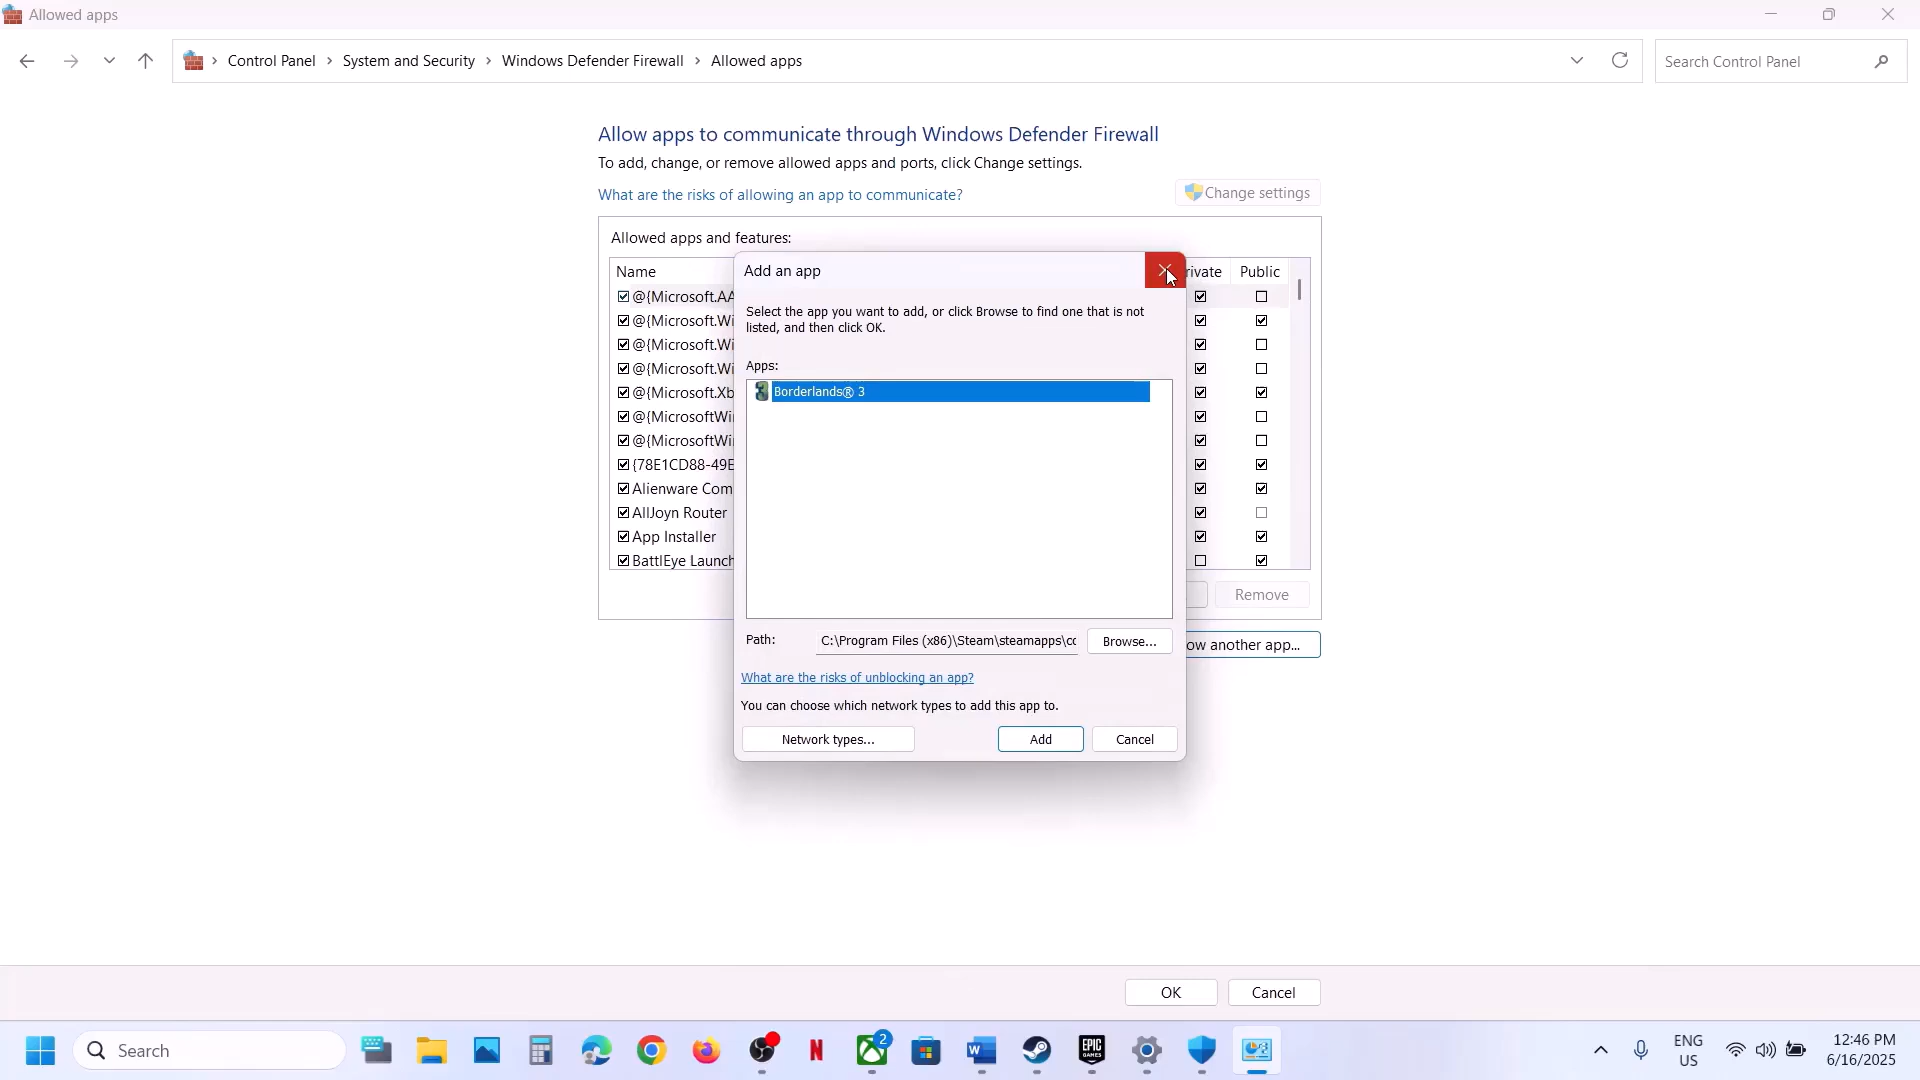 Allowed apps
Control Panel > System and Security > Windows Defender Firewall > Allowed apps
Search Control Panel
Allow apps to communicate through Windows Defender Firewall
To add, change, or remove allowed apps and ports, click Change settings.
What are the risks of allowing an app to communicate?
Change settings
Allowed apps and features:
Name
rivate
Public
@{Microsoft.AA
@{Microsoft.Wi
@{Microsoft.Wi
@{Microsoft.Wi
@{Microsoft.Xb
@{MicrosoftWi
@{MicrosoftWi
{78E1CD88-49E
Alienware Com
AllJoyn Router
App Installer
BattlEye Launch
Remove
ow another app...
Add an app
Select the app you want to add, or click Browse to find one that is not
listed, and then click OK.
Apps:
Borderlands® 3
Path:
C:\Program Files (x86)\Steam\steamapps\cc
Browse...
What are the risks of unblocking an app?
You can choose which network types to add this app to.
Network types...
Add
Cancel
OK
Cancel
Search
2
EPIC GAMES
ENG
US
12:46 PM
6/16/2025